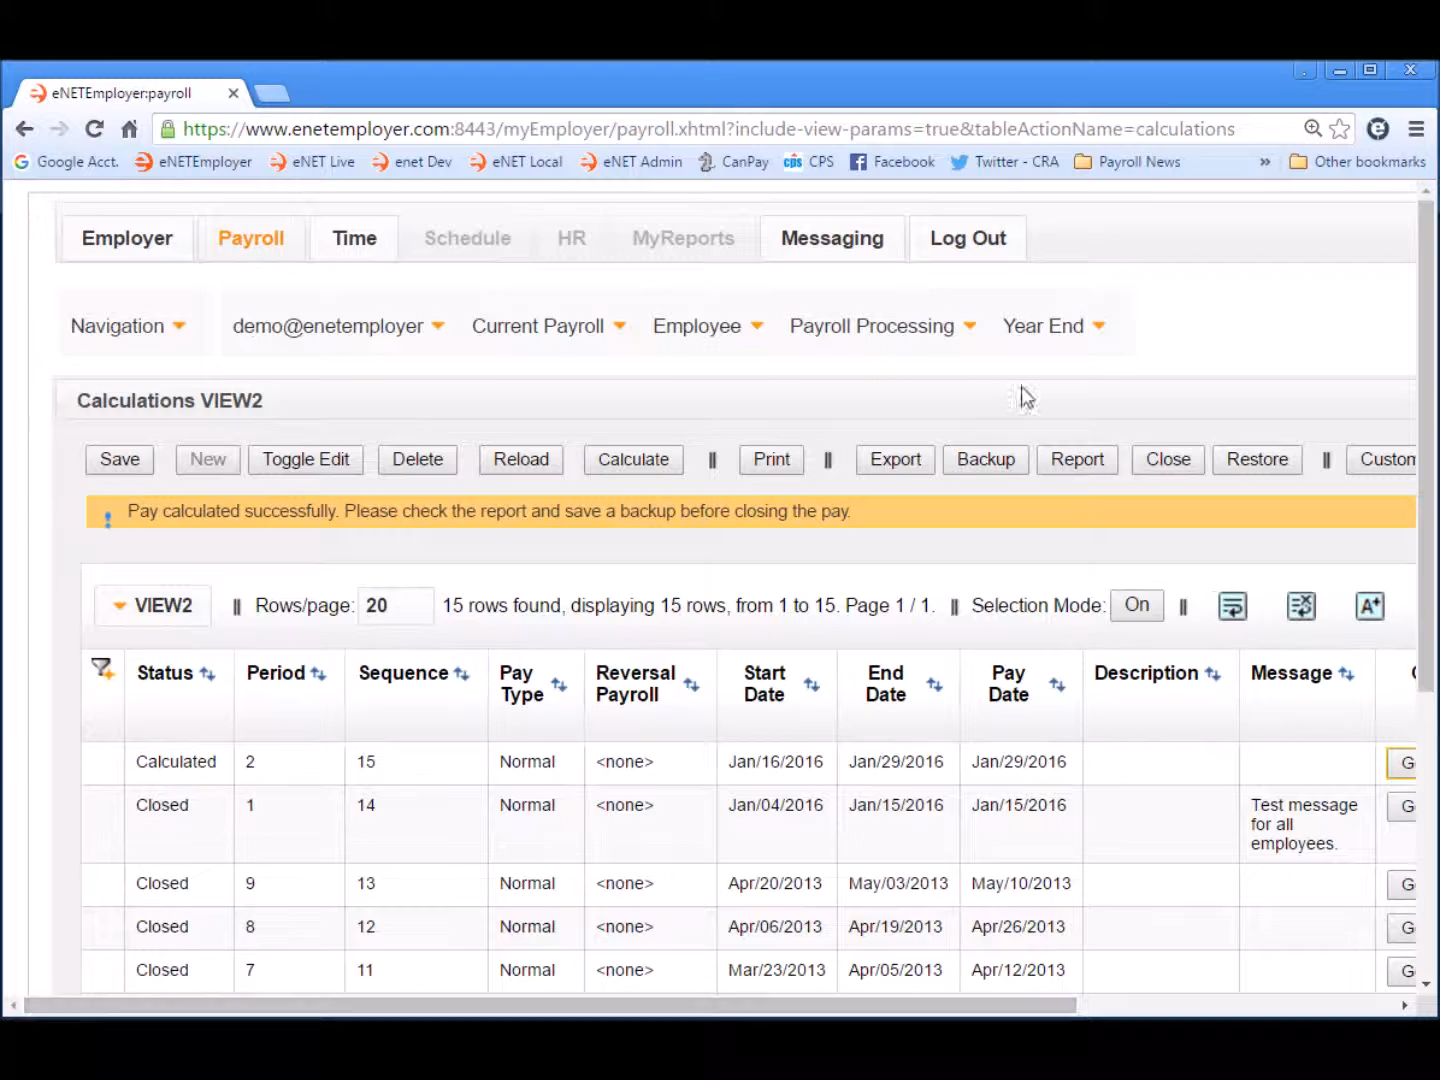 eNETEmployer:payroll
https://www.enetemployer.com:8443/myEmployer/payroll.xhtml?include-view-params=true&tableActionName=calculations
Google Acct. eNETEmployer eNET Live enet Dev eNET Local eNET Admin CanPay cps CPS Facebook Twitter - CRA Payroll News » Other bookmarks
Employer Payroll Time Schedule HR MyReports Messaging Log Out
Navigation demo@enetemployer Current Payroll Employee Payroll Processing Year End
Calculations VIEW2
Save New Toggle Edit Delete Reload Calculate Print Export Backup Report Close Restore Custom
Pay calculated successfully. Please check the report and save a backup before closing the pay.
VIEW2 Rows/page: 20 15 rows found, displaying 15 rows, from 1 to 15. Page 1 / 1. Selection Mode: On A+
Status Period Sequence Pay Type Reversal Payroll Start Date End Date Pay Date Description Message
Calculated 2 15 Normal <none> Jan/16/2016 Jan/29/2016 Jan/29/2016 G
Closed 1 14 Normal <none> Jan/04/2016 Jan/15/2016 Jan/15/2016 Test message G
for all
employees.
Closed 9 13 Normal <none> Apr/20/2013 May/03/2013 May/10/2013 G
Closed 8 12 Normal <none> Apr/06/2013 Apr/19/2013 Apr/26/2013 G
Closed 7 11 Normal <none> Mar/23/2013 Apr/05/2013 Apr/12/2013 G